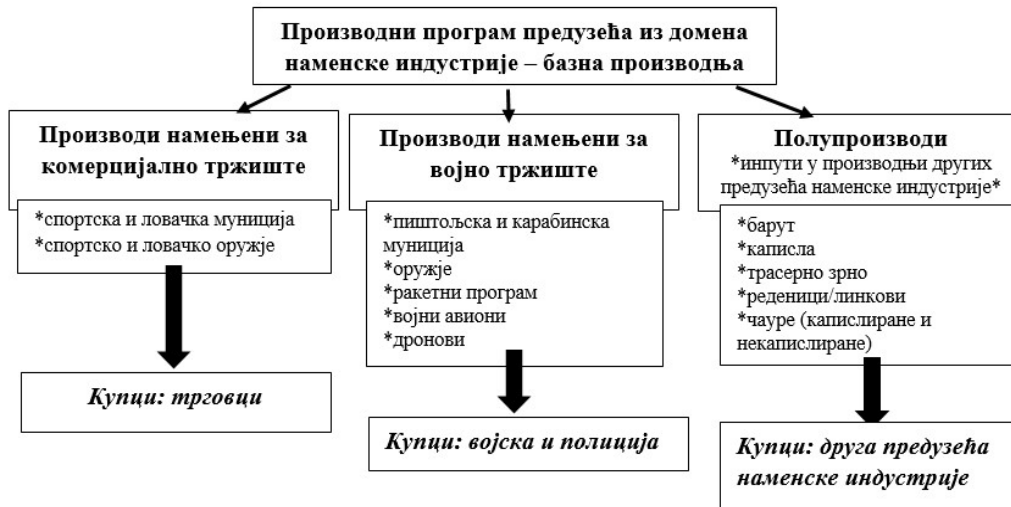 Производни програм предузећа из домена
наменске индустрије – базна производња
Производи намењени за
комерцијално тржиште
*спортска и ловачка муниција
*спортско и ловачко оружје
Купци: трговци
Производи намењени за
војно тржиште
*пиштољска и карабинска
муниција
*оружје
*ракетни програм
*војни авиони
*дронови
Купци: војска и полиција
Полупроизводи
*инпути у производњи других
предузећа наменске индустрије*
*барут
*каписла
*трасерно зрно
*реденици/линкови
*чауре (капислиране и
некапислиране)
Купци: друга предузећа
наменске индустрије